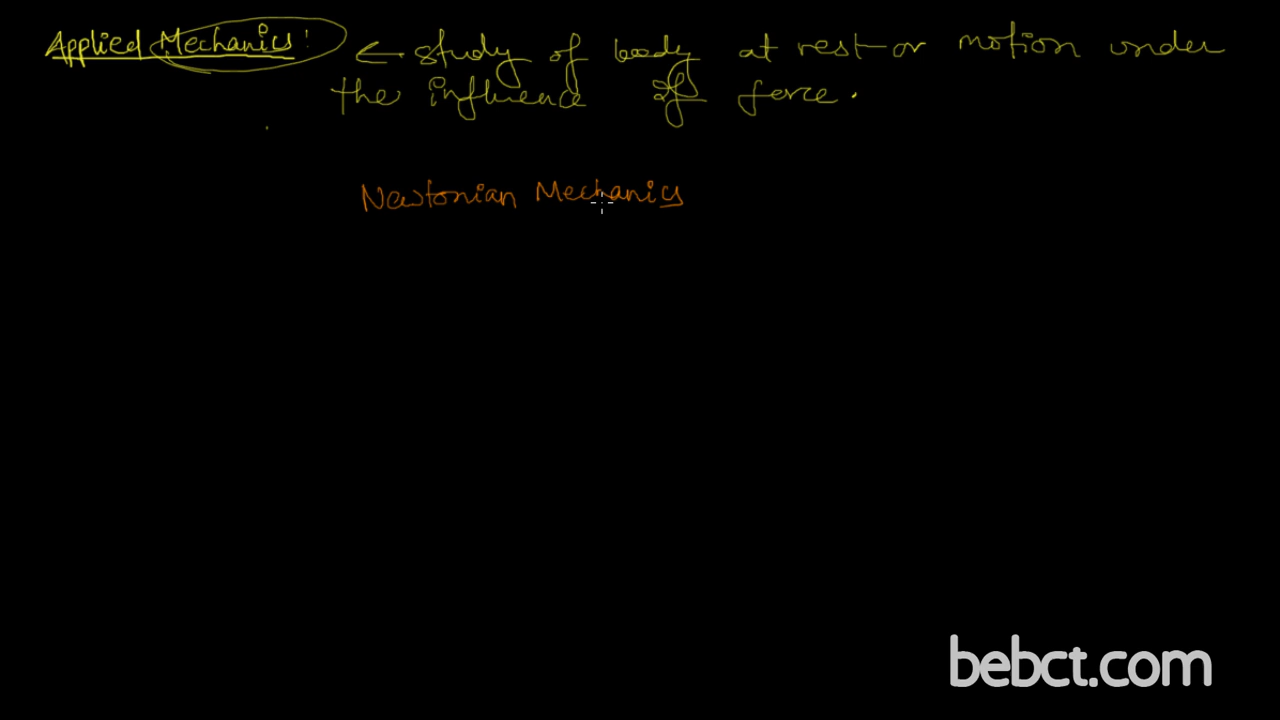 Applied Mechanics: ← study of body at rest or motion under
the influence of force.
Newtonian Mechanics
bebct.com